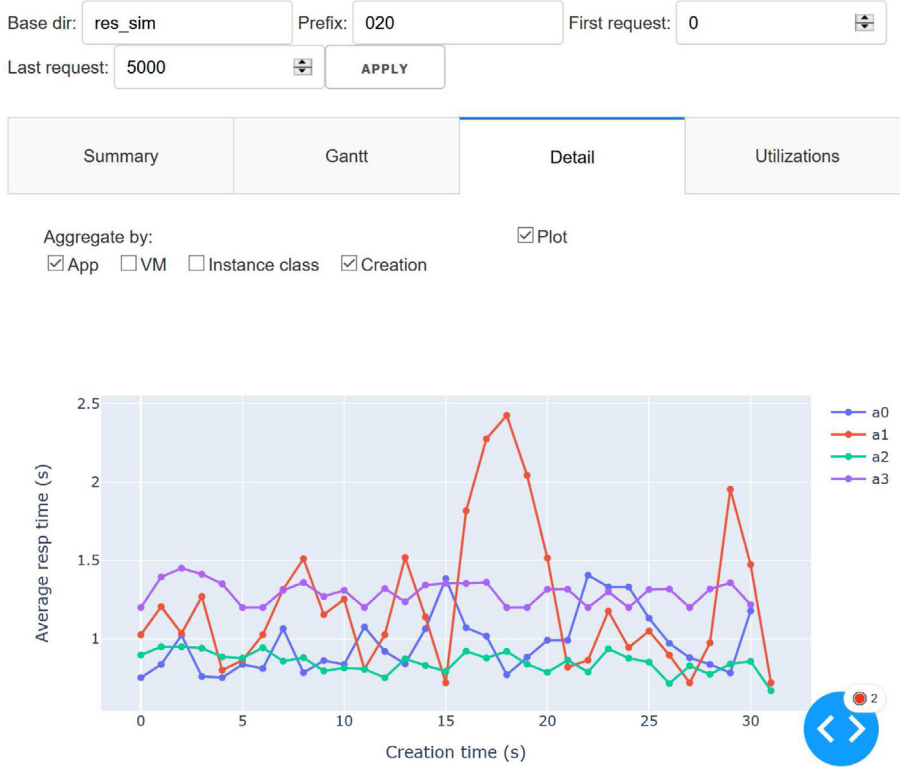 Base dir: res_sim Prefix: 020 First request: 0
Last request: 5000 APPLY
Summary Gantt Detail Utilizations
Aggregate by: Plot
App VM Instance class Creation
2.5
2
1.5
1
Average resp time (s)
0 5 10 15 20 25 30
Creation time (s)
a0
a1
a2
a3
2